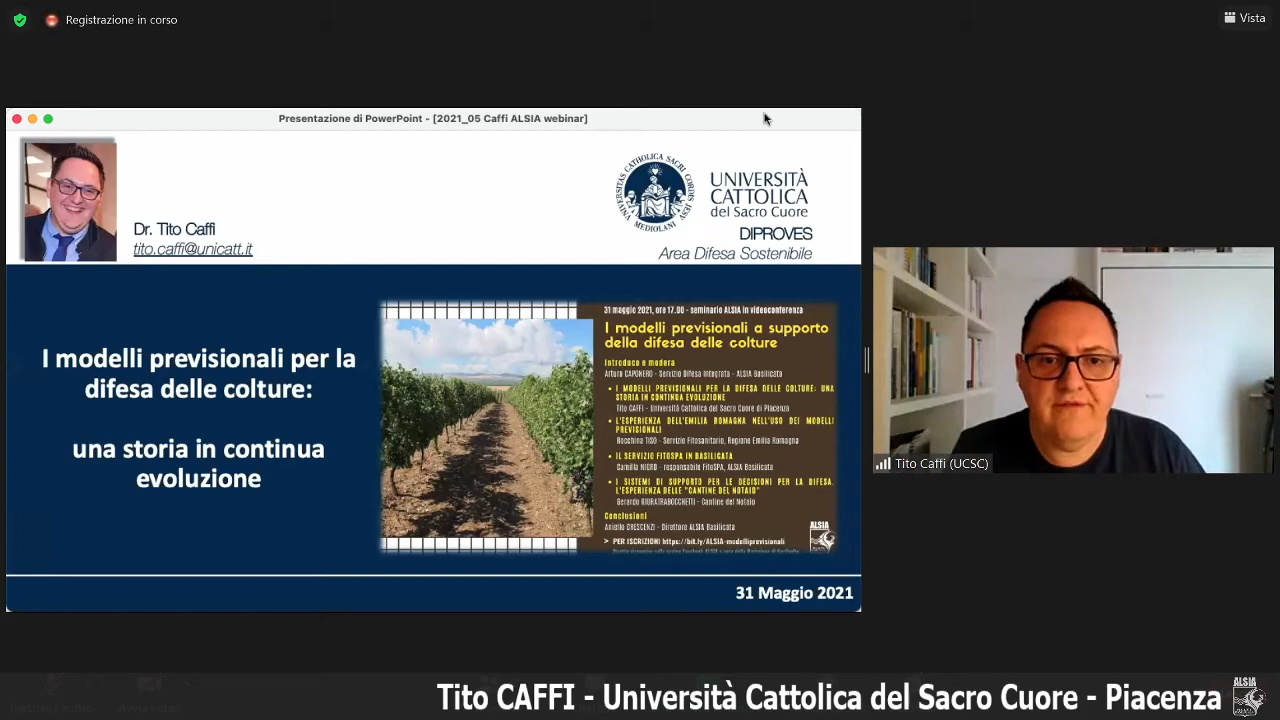 Registrazione in corso
Vista
Presentazione di PowerPoint - [2021_05 Caffi ALSIA webinar]
Dr. Tito Caffi
tito.caffi@unicatt.it
UNIVERSITAS CATHOLICA SACRI CORDIS JESU
MEDIOLANI
UNIVERSITÀ
CATTOLICA
del Sacro Cuore
DIPROVES
Area Difesa Sostenibile
I modelli previsionali per la
difesa delle colture:
una storia in continua
evoluzione
31 maggio 2021, ore 17.00 - seminario ALSIA in videoconferenza
I modelli previsionali a supporto
della difesa delle colture
Introduce e modera
Arturo CAPONERO - Servizio Difesa Integrata - ALSIA Basilicata
• I MODELLI PREVISIONALI PER LA DIFESA DELLE COLTURE: UNA
STORIA IN CONTINUA EVOLUZIONE
Tito CAFFI - Università Cattolica del Sacro Cuore di Piacenza
• L'ESPERIENZA DELL'EMILIA ROMAGNA NELL'USO DEI MODELLI
PREVISIONALI
Rocchina TISO - Servizio Fitosanitario, Regione Emilia Romagna
• IL SERVIZIO FITOSPA IN BASILICATA
Camilla NIGRO - responsabile FitoSPA, ALSIA Basilicata
• I SISTEMI DI SUPPORTO PER LE DECISIONI PER LA DIFESA.
L'ESPERIENZA DELLE "CANTINE DEL NOTAIO"
Gerardo GIURATRABOCCHETTI - Cantine del Notaio
Conclusioni
Aniello CRESCENZI - Direttore ALSIA Basilicata
> PER ISCRIZIONI https://bit.ly/ALSIA-modelliprevisionali
ALSIA
31 Maggio 2021
Tito Caffi (UCSC)
Tito CAFFI - Università Cattolica del Sacro Cuore - Piacenza
ALSIA